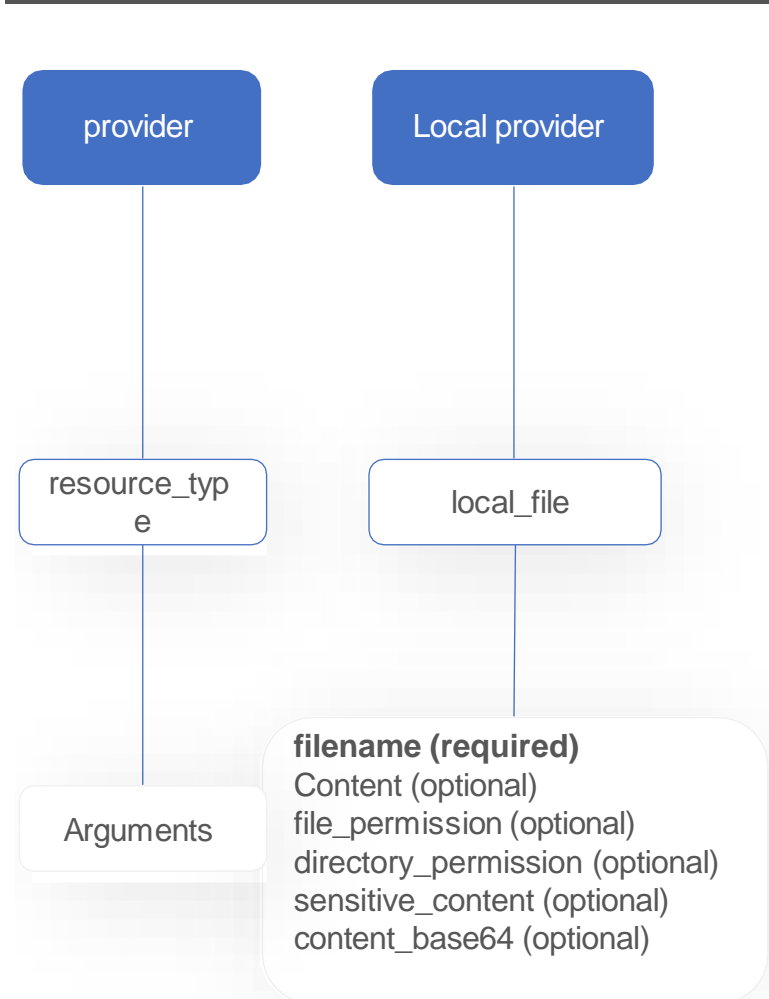 provider
Local provider
resource_typ
e
local_file
Arguments
filename (required)
Content (optional)
file_permission (optional)
directory_permission (optional)
sensitive_content (optional)
content_base64 (optional)